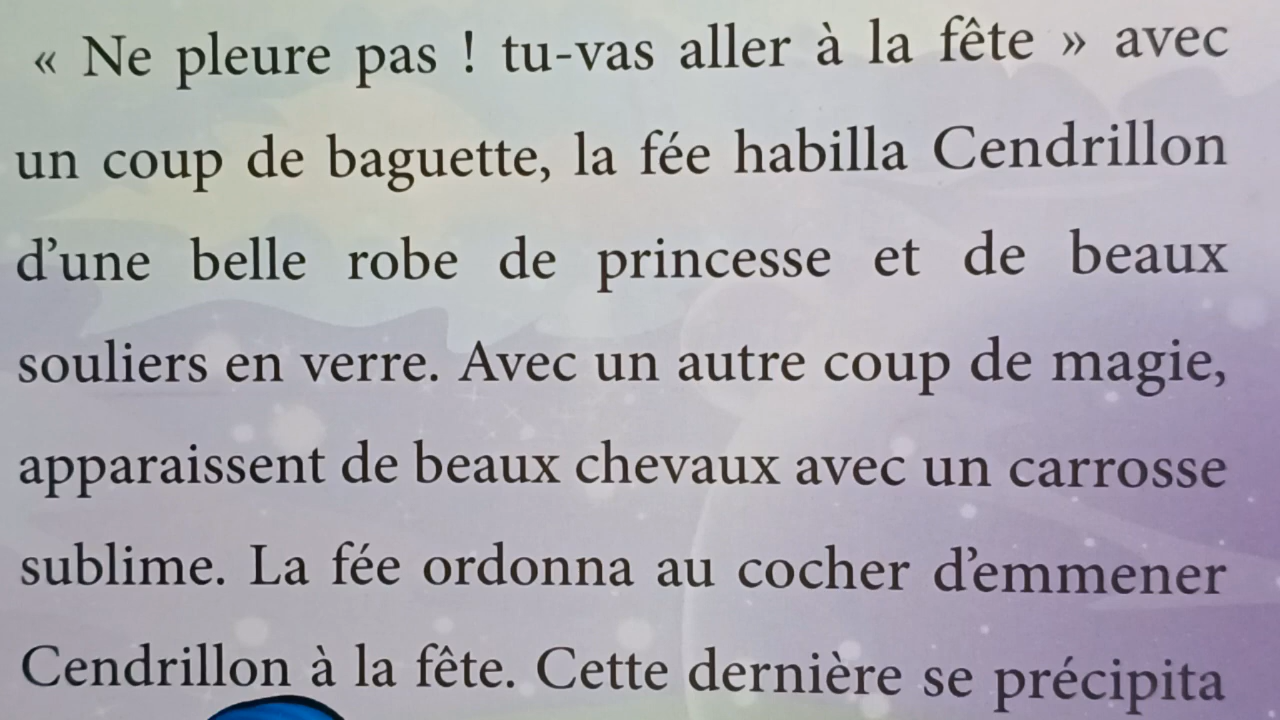 « Ne pleure pas ! tu-vas aller à la fête » avec
un coup de baguette, la fée habilla Cendrillon
d’une belle robe de princesse et de beaux
souliers en verre. Avec un autre coup de magie,
apparaissent de beaux chevaux avec un carrosse
sublime. La fée ordonna au cocher d’emmener
Cendrillon à la fête. Cette dernière se précipita